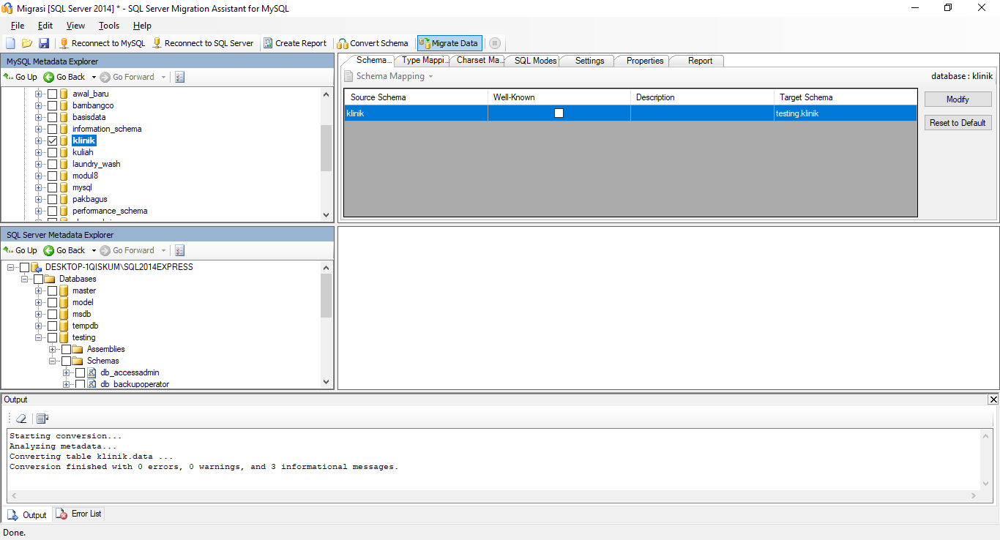 Migrasi [SQL Server 2014] * - SQL Server Migration Assistant for MySQL
File Edit View Tools Help
Reconnect to MySQL Reconnect to SQL Server Create Report Convert Schema Migrate Data
MySQL Metadata Explorer
Go Up Go Back Go Forward
awal_baru
bambangco
basisdata
information_schema
klinik
kuliah
laundry_wash
modul8
mysql
pakbagus
performance_schema
Schema... Type Mappi... Charset Ma... SQL Modes Settings Properties Report
Schema Mapping database : klinik
Source Schema Well-Known Description Target Schema
klinik testing.klinik
Modify
Reset to Default
SQL Server Metadata Explorer
Go Up Go Back Go Forward
DESKTOP-1QISKUM\SQL2014EXPRESS
Databases
master
model
msdb
tempdb
testing
Assemblies
Schemas
db_accessadmin
db_backupoperator
Output
Starting conversion...
Analyzing metadata...
Converting table klinik.data ...
Conversion finished with 0 errors, 0 warnings, and 3 informational messages.
Output Error List
Done.